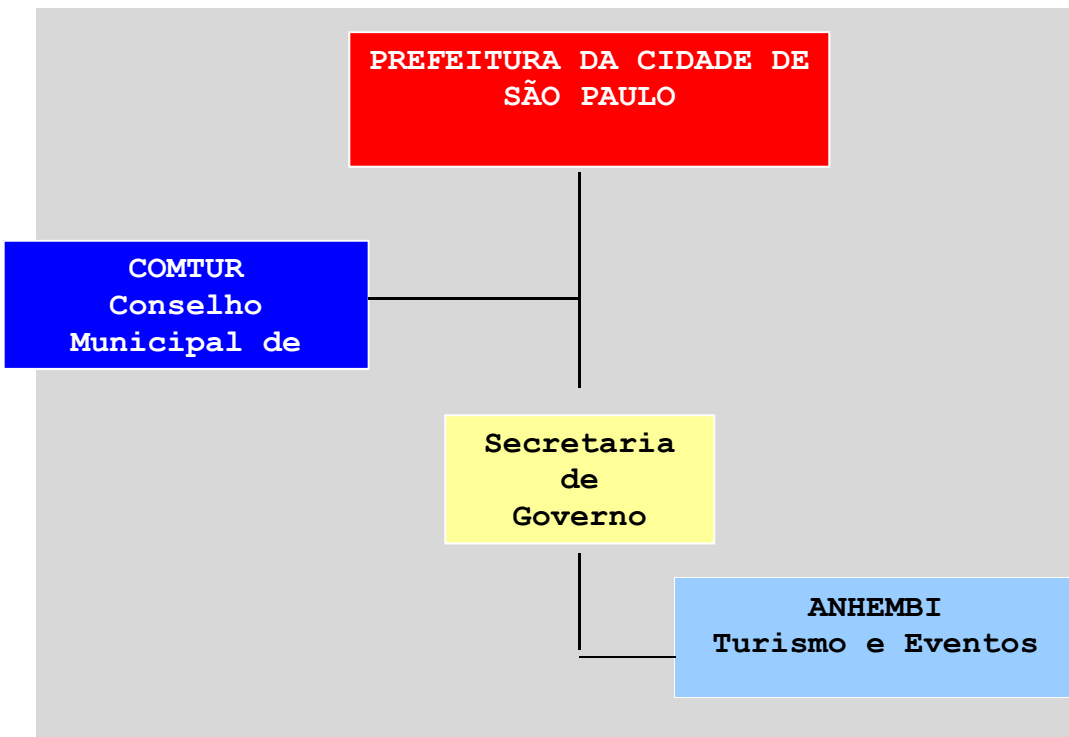 PREFEITURA DA CIDADE DE
SÃO PAULO
COMTUR
Conselho
Municipal de
Secretaria
de
Governo
ANHEMBI
Turismo e Eventos